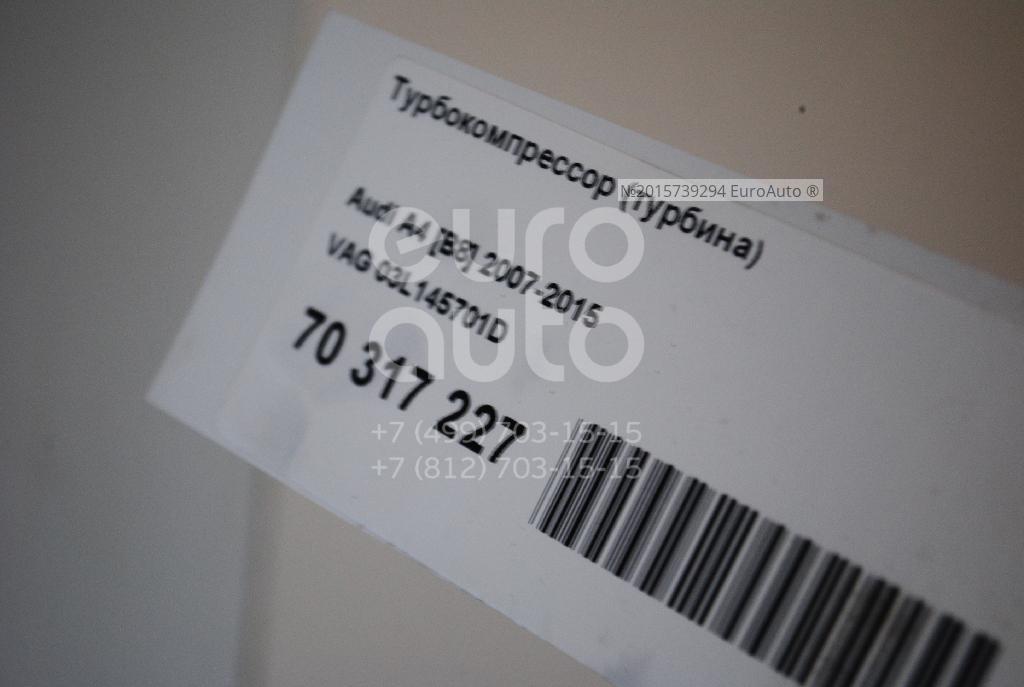 Турбокомпрессор (турбина)
№2015739294 EuroAuto ®
Audi A4 [B8] 2007-2015
VAG 03L145701D
70 317 227
euro
auto
+7 (499) 703-15-15
+7 (812) 703-15-15